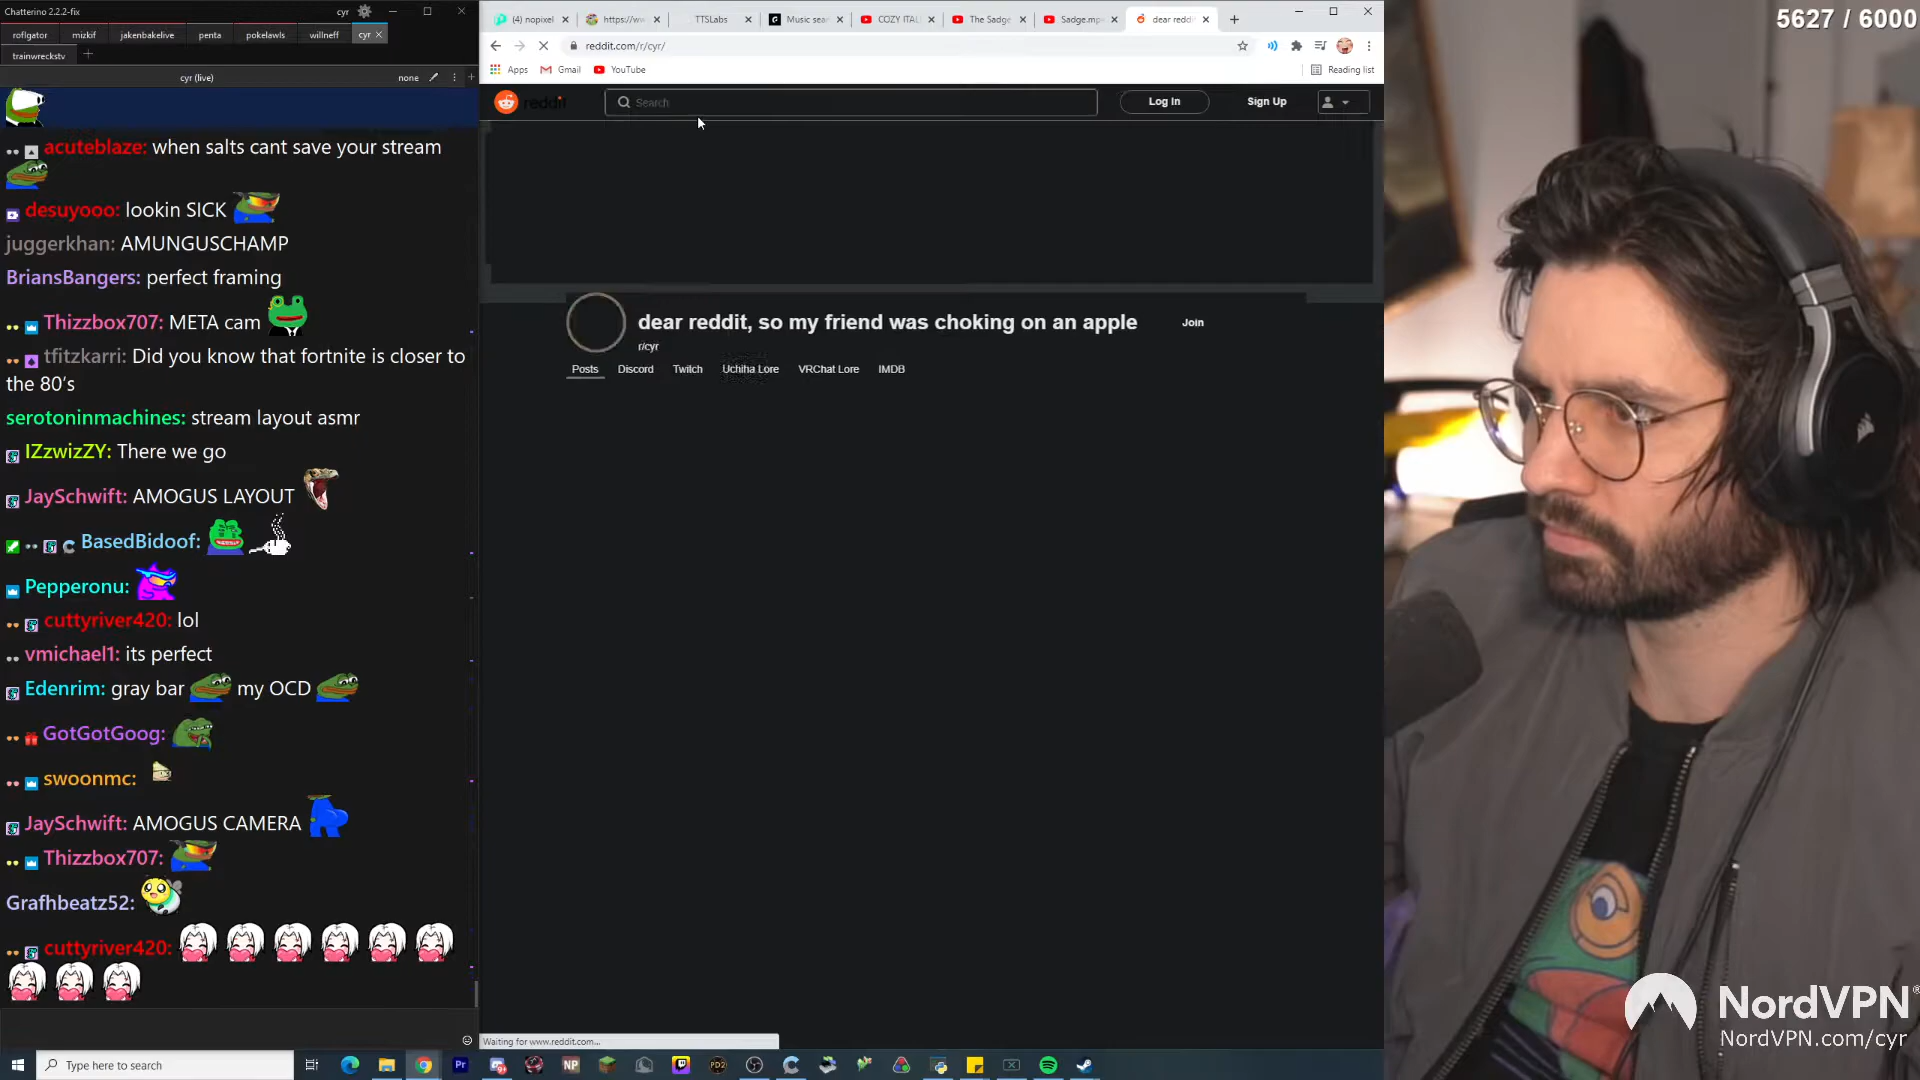 Chatterino 2.2.2-fix
cyr
roflgator
mizkif
jakenbakelive
penta
pokelawls
willneff
cyr
trainwreckstv
cyr (live)
none
acuteblaze: when salts cant save your stream
desuyooo: lookin SICK
juggerkhan: AMUNGUSCHAMP
BriansBangers: perfect framing
Thizzbox707: META cam
tfitzkarri: Did you know that fortnite is closer to
the 80's
serotoninmachines: stream layout asmr
IZzwizZY: There we go
JaySchwift: AMOGUS LAYOUT
BasedBidoof:
Pepperonu:
cuttyriver420: lol
vmichael1: its perfect
Edenrim: gray bar my OCD
GotGotGoog:
swoonmc:
JaySchwift: AMOGUS CAMERA
Thizzbox707:
Grafhbeatz52:
cuttyriver420:
Type here to search
(4) nopixel
https://ww
TTSLabs
Music sea
COZY ITAL
The Sadge
Sadge.mp
dear reddi
reddit.com/r/cyr/
Apps
Gmail
YouTube
Reading list
reddit
Search
Log In
Sign Up
dear reddit, so my friend was choking on an apple
Join
r/cyr
Posts
Discord
Twitch
Uchiha Lore
VRChat Lore
IMDB
Waiting for www.reddit.com...
Pr
NP
PD2
5627 / 6000
NordVPN®
NordVPN.com/cyr